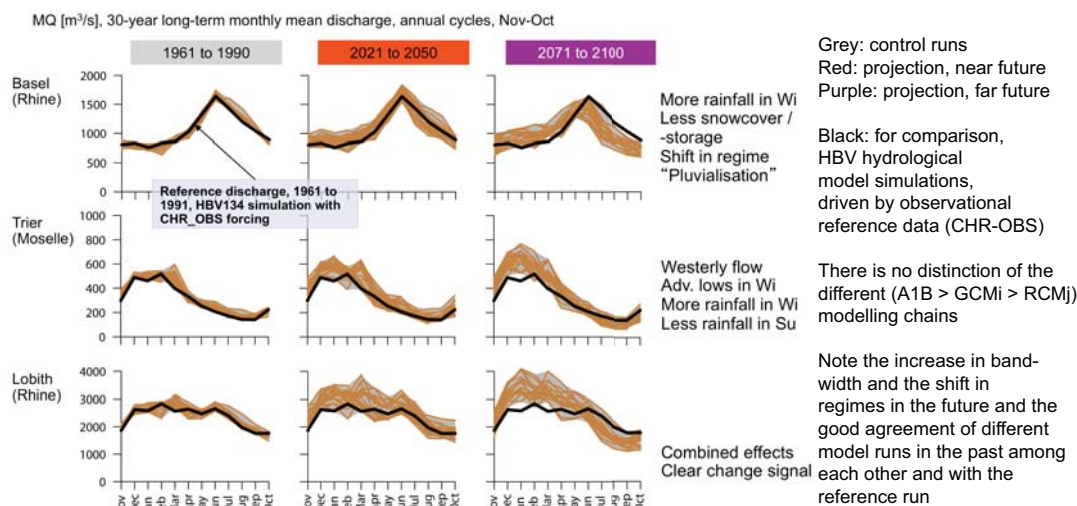 MQ [m³/s], 30-year long-term monthly mean discharge, annual cycles, Nov-Oct
1961 to 1990
2021 to 2050
2071 to 2100
Basel
(Rhine)
2000
1500
1000
500
0
Reference discharge, 1961 to
1991, HBV134 simulation with
CHR_OBS forcing
More rainfall in Wi
Less snowcover /
-storage
Shift in regime
"Pluvialisation"
Trier
(Moselle)
1000
800
600
400
200
0
Westerly flow
Adv. lows in Wi
More rainfall in Wi
Less rainfall in Su
Lobith
(Rhine)
4000
3000
2000
1000
0
Combined effects
Clear change signal
Grey: control runs
Red: projection, near future
Purple: projection, far future
Black: for comparison,
HBV hydrological
model simulations,
driven by observational
reference data (CHR-OBS)
There is no distinction of the
different (A1B > GCMi > RCMj)
modelling chains
Note the increase in band-
width and the shift in
regimes in the future and the
good agreement of different
model runs in the past among
each other and with the
reference run